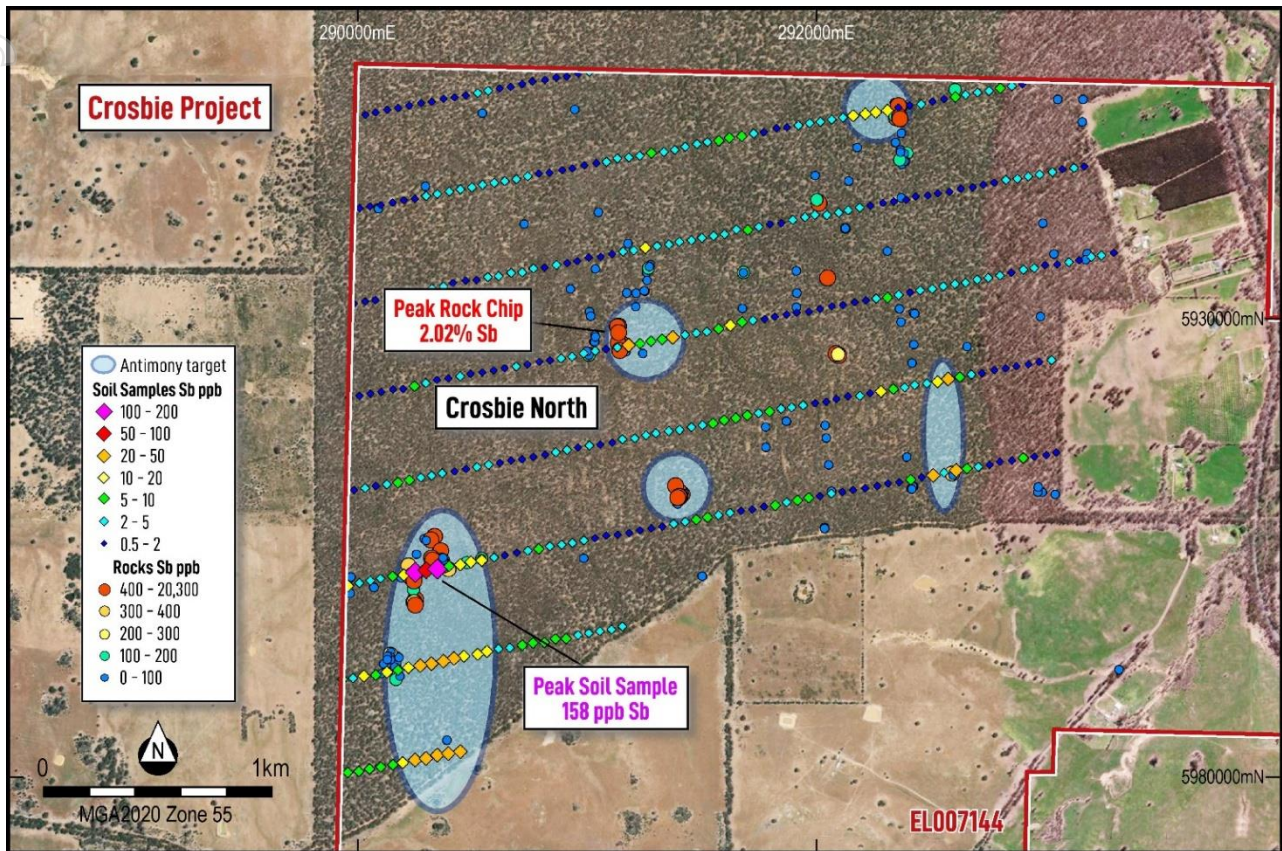 290000mE
292000mE
Crosbie Project
5930000mN
Peak Rock Chip
2.02% Sb
Crosbie North
Antimony target
Soil Samples Sb ppb
100 - 200
50 - 100
20 - 50
10 - 20
5 - 10
2 - 5
0.5 - 2
Rocks Sb ppb
400 - 20,300
300 - 400
200 - 300
100 - 200
0 - 100
Peak Soil Sample
158 ppb Sb
N
0
1km
MGA2020 Zone 55
5980000mN
EL007144